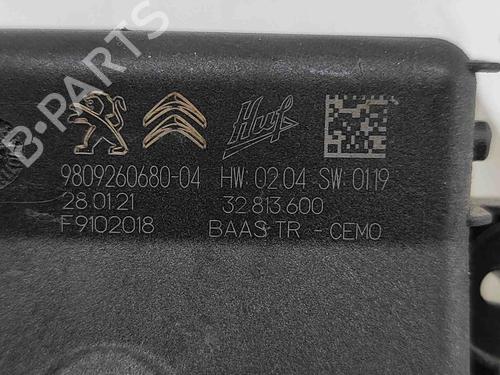 Huf
9809260680-04 HW:02.04-SW:01.19
28.01.21 32.813.600
F9102018 BAAS TR - CEMO
B-PARTS